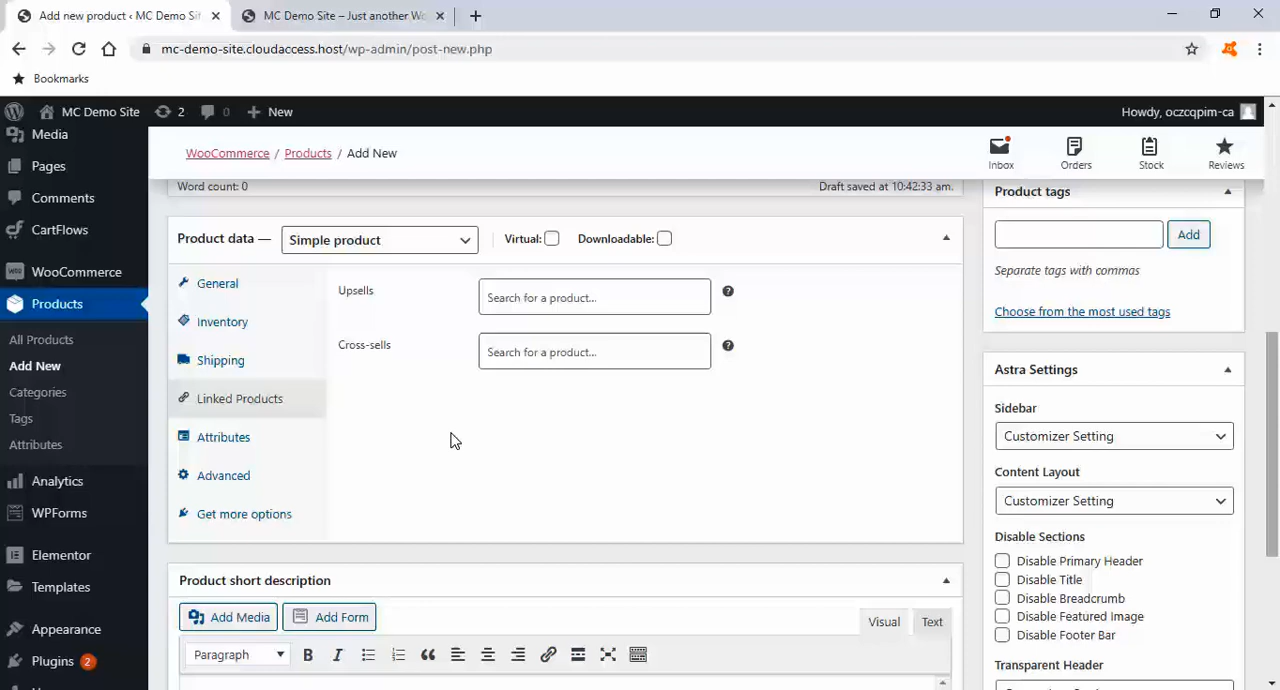 Add new product ‹ MC Demo Sit
MC Demo Site – Just another Wo
mc-demo-site.cloudaccess.host/wp-admin/post-new.php
Bookmarks
MC Demo Site
2
0
New
Howdy, oczcqpim-ca
Media
Pages
Comments
CartFlows
WooCommerce
Products
All Products
Add New
Categories
Tags
Attributes
Analytics
WPForms
Elementor
Templates
Appearance
Plugins 2
WooCommerce / Products / Add New
Inbox
Orders
Stock
Reviews
Word count: 0
Draft saved at 10:42:33 am.
Product data —
Simple product
Virtual:
Downloadable:
General
Inventory
Shipping
Linked Products
Attributes
Advanced
Get more options
Upsells
Search for a product...
Cross-sells
Search for a product...
Product short description
Add Media
Add Form
Visual
Text
Paragraph
Product tags
Add
Separate tags with commas
Choose from the most used tags
Astra Settings
Sidebar
Customizer Setting
Content Layout
Customizer Setting
Disable Sections
Disable Primary Header
Disable Title
Disable Breadcrumb
Disable Featured Image
Disable Footer Bar
Transparent Header